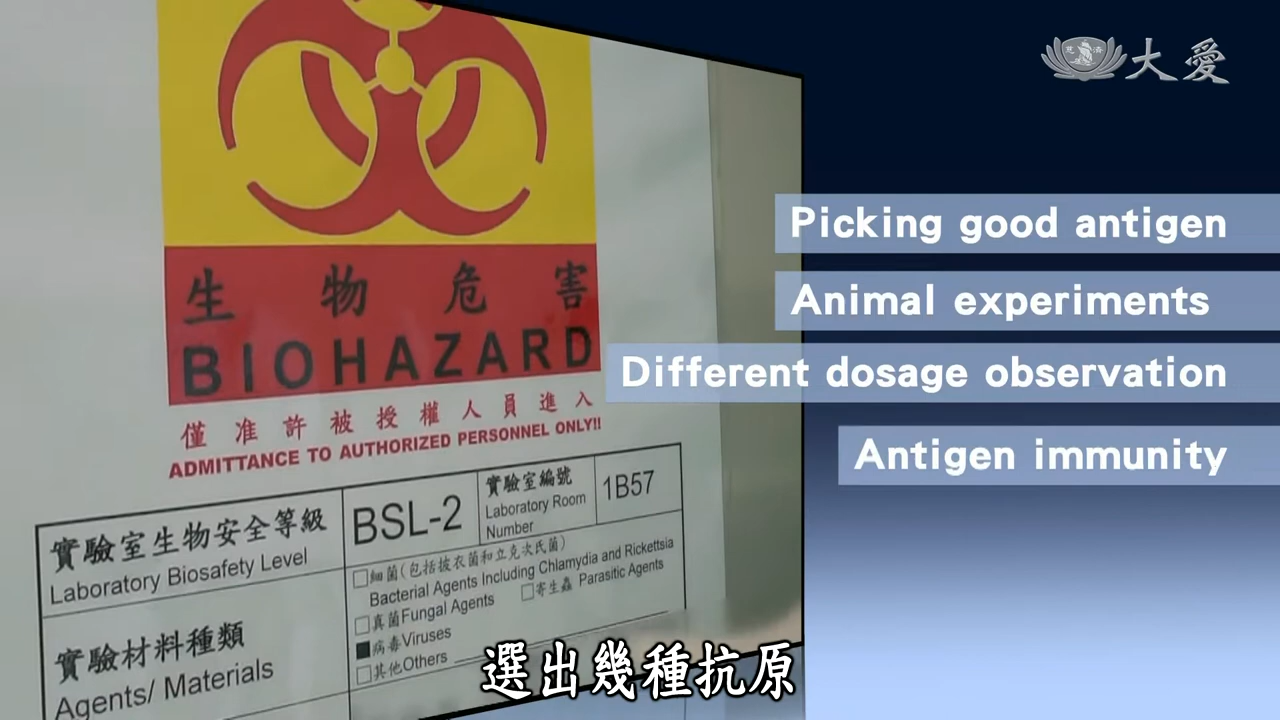 大愛
Picking good antigen
Animal experiments
Different dosage observation
Antigen immunity
生物危害
BIOHAZARD
僅准許被授權人員進入
ADMITTANCE TO AUTHORIZED PERSONNEL ONLY!!
實驗室生物安全等級
Laboratory Biosafety Level
BSL-2
實驗室編號
Laboratory Room
Number
1B57
實驗材料種類
Agents/ Materials
□細菌(包括披衣菌和立克次氏菌)
Bacterial Agents Including Chlamydia and Rickettsia
□真菌Fungal Agents □寄生蟲 Parasitic Agents
■病毒Viruses
□其他Others
選出幾種抗原